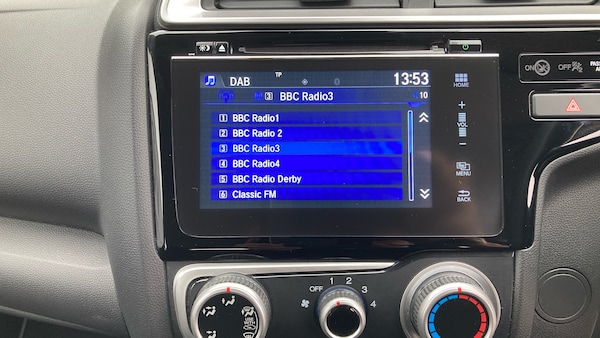 DAB
TP
13:53
3 BBC Radio3
10
1 BBC Radio1
2 BBC Radio 2
3 BBC Radio3
4 BBC Radio4
5 BBC Radio Derby
6 Classic FM
HOME
+
VOL
−
MENU
BACK
ON
OFF
PASS
OFF 1 2 3 4